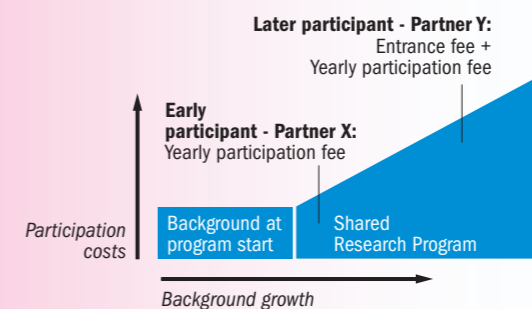 Later participant - Partner Y:
Entrance fee +
Yearly participation fee
Early
participant - Partner X:
Yearly participation fee
Participation
costs
Background at
program start
Shared
Research Program
Background growth